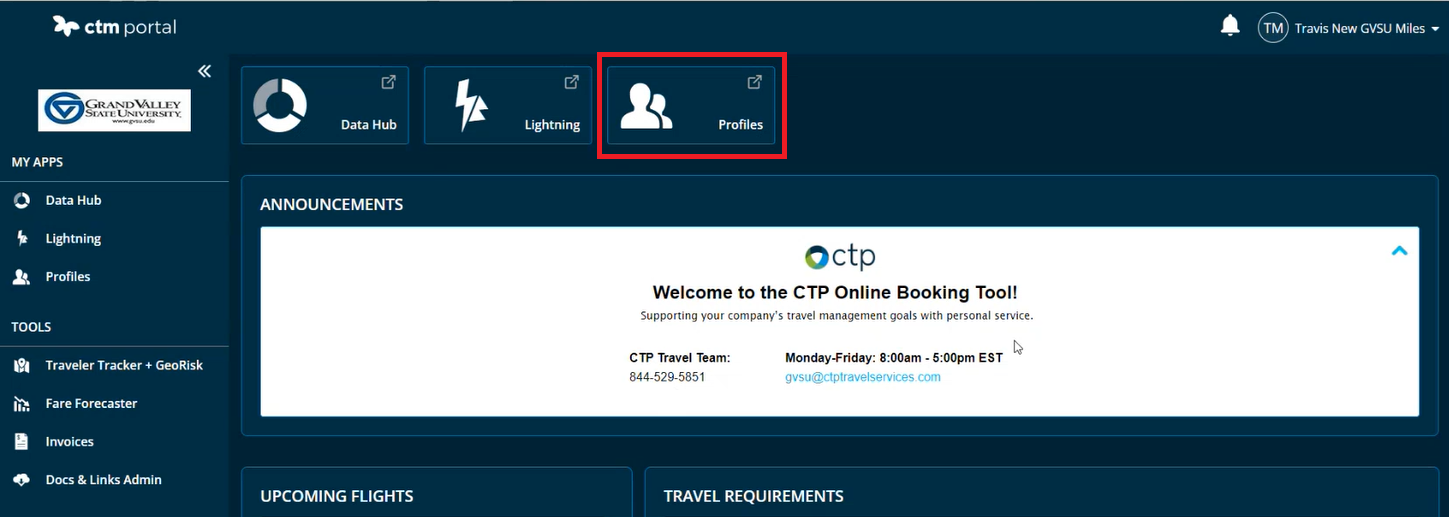 ctm portal
TM Travis New GVSU Miles
GRANDVALLEY
STATE UNIVERSITY
www.gvsu.edu
Data Hub
Lightning
Profiles
MY APPS
Data Hub
Lightning
Profiles
TOOLS
Traveler Tracker + GeoRisk
Fare Forecaster
Invoices
Docs & Links Admin
ANNOUNCEMENTS
ctp
Welcome to the CTP Online Booking Tool!
Supporting your company's travel management goals with personal service.
CTP Travel Team: Monday-Friday: 8:00am - 5:00pm EST
844-529-5851 gvsu@ctptravelservices.com
UPCOMING FLIGHTS
TRAVEL REQUIREMENTS